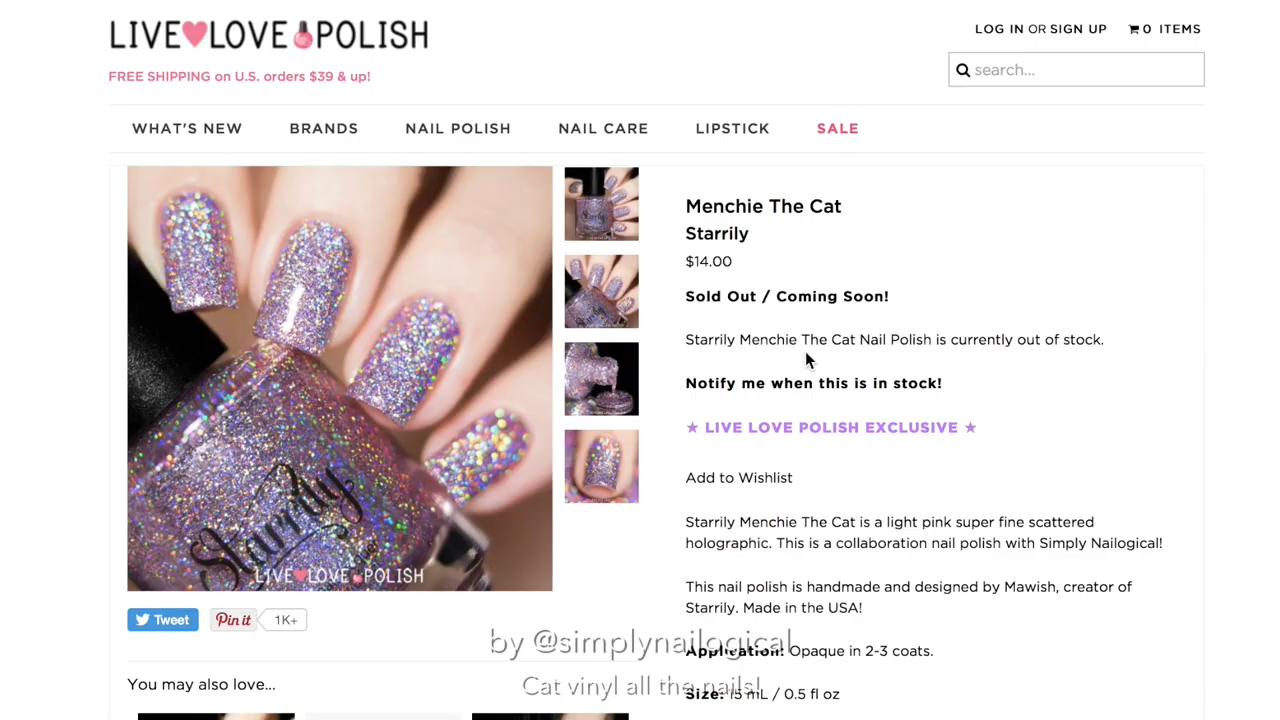 LIVE LOVE POLISH
LOG IN OR SIGN UP
0 ITEMS
FREE SHIPPING on U.S. orders $39 & up!
search...
WHAT'S NEW
BRANDS
NAIL POLISH
NAIL CARE
LIPSTICK
SALE
Starrily
LIVE LOVE POLISH
Menchie The Cat
Starrily
$14.00
Sold Out / Coming Soon!
Starrily Menchie The Cat Nail Polish is currently out of stock.
Notify me when this is in stock!
★ LIVE LOVE POLISH EXCLUSIVE ★
Add to Wishlist
Starrily Menchie The Cat is a light pink super fine scattered
holographic. This is a collaboration nail polish with Simply Nailogical!
This nail polish is handmade and designed by Mawish, creator of
Starrily. Made in the USA!
Application: Opaque in 2-3 coats.
Size: 15 mL / 0.5 fl oz
Tweet
Pin it
1K+
You may also love...
by @simplynailogical
Cat vinyl all the nails!